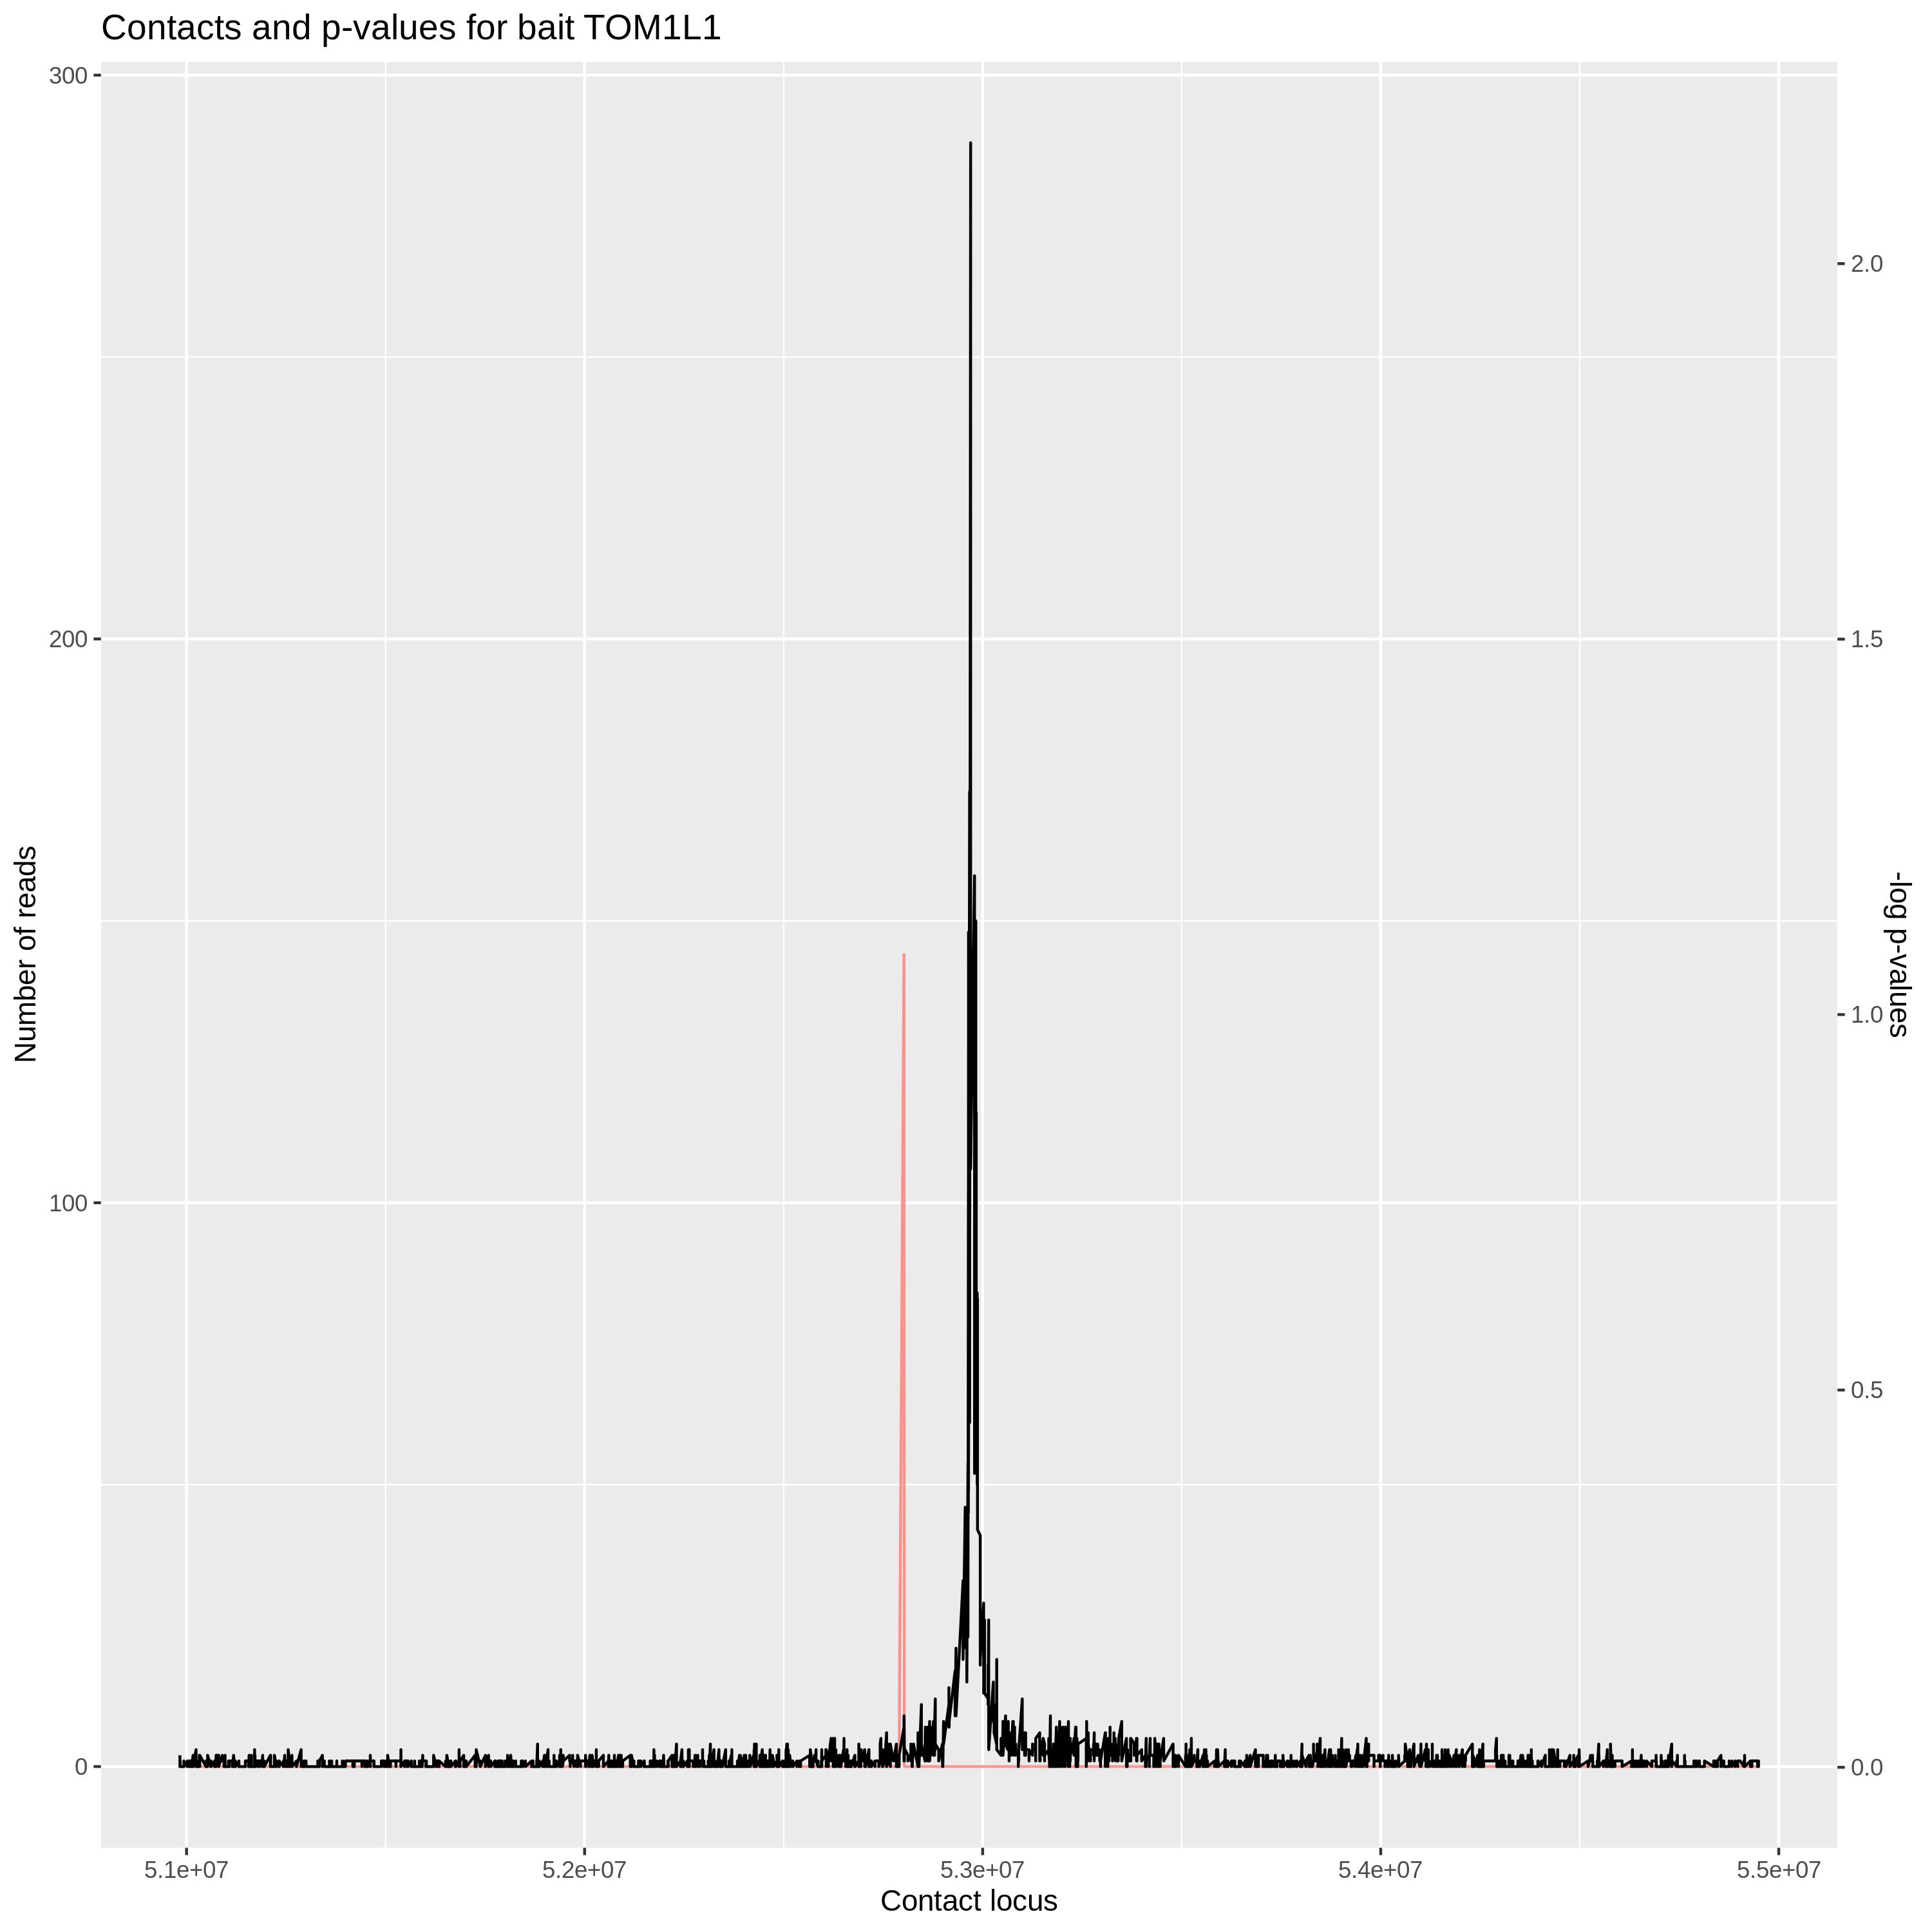 Contacts and p-values for bait TOM1L1
300
200
100
0
Number of reads
2.0
1.5
1.0
0.5
0.0
-log p-values
5.1e+07
5.2e+07
5.3e+07
5.4e+07
5.5e+07
Contact locus